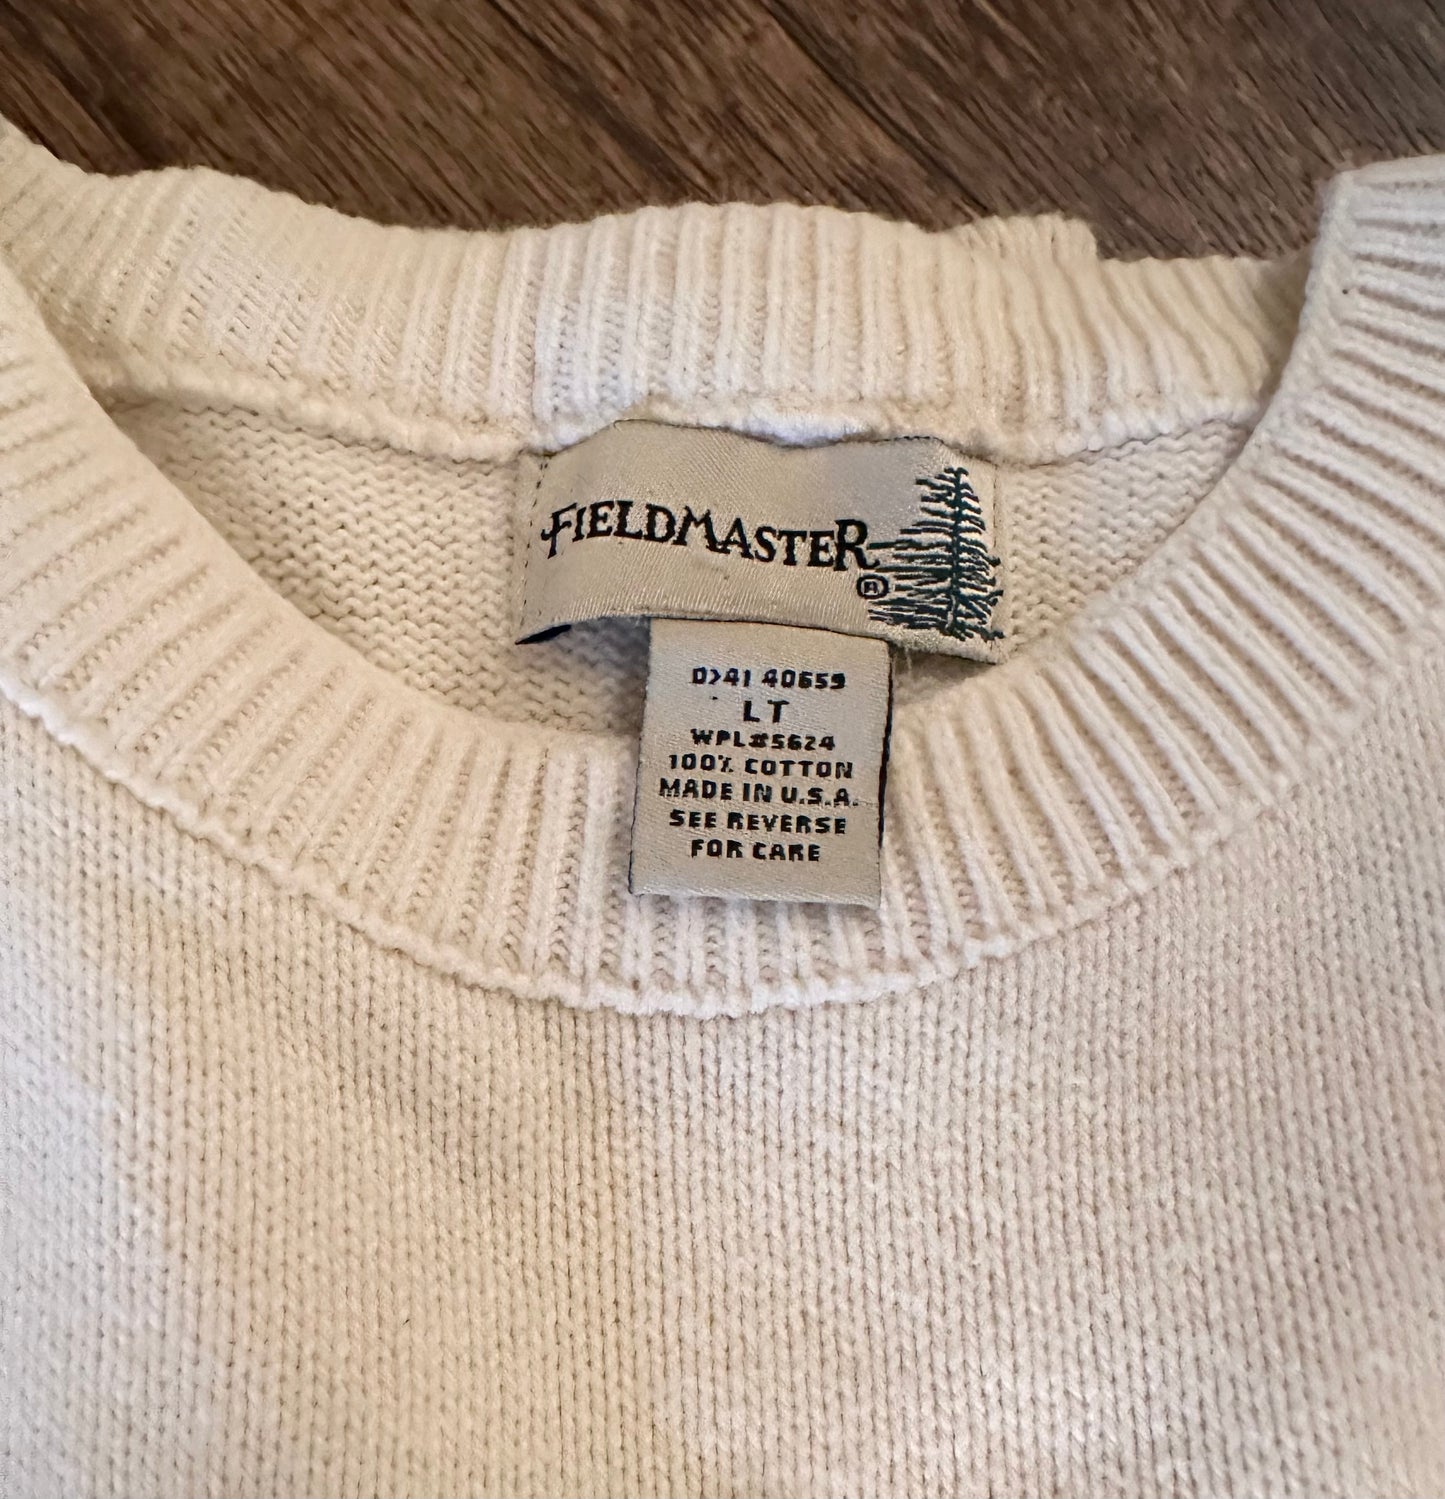 FIELDMASTER
®
0741 40659
LT
WPL#5624
100% COTTON
MADE IN U.S.A.
SEE REVERSE
FOR CARE